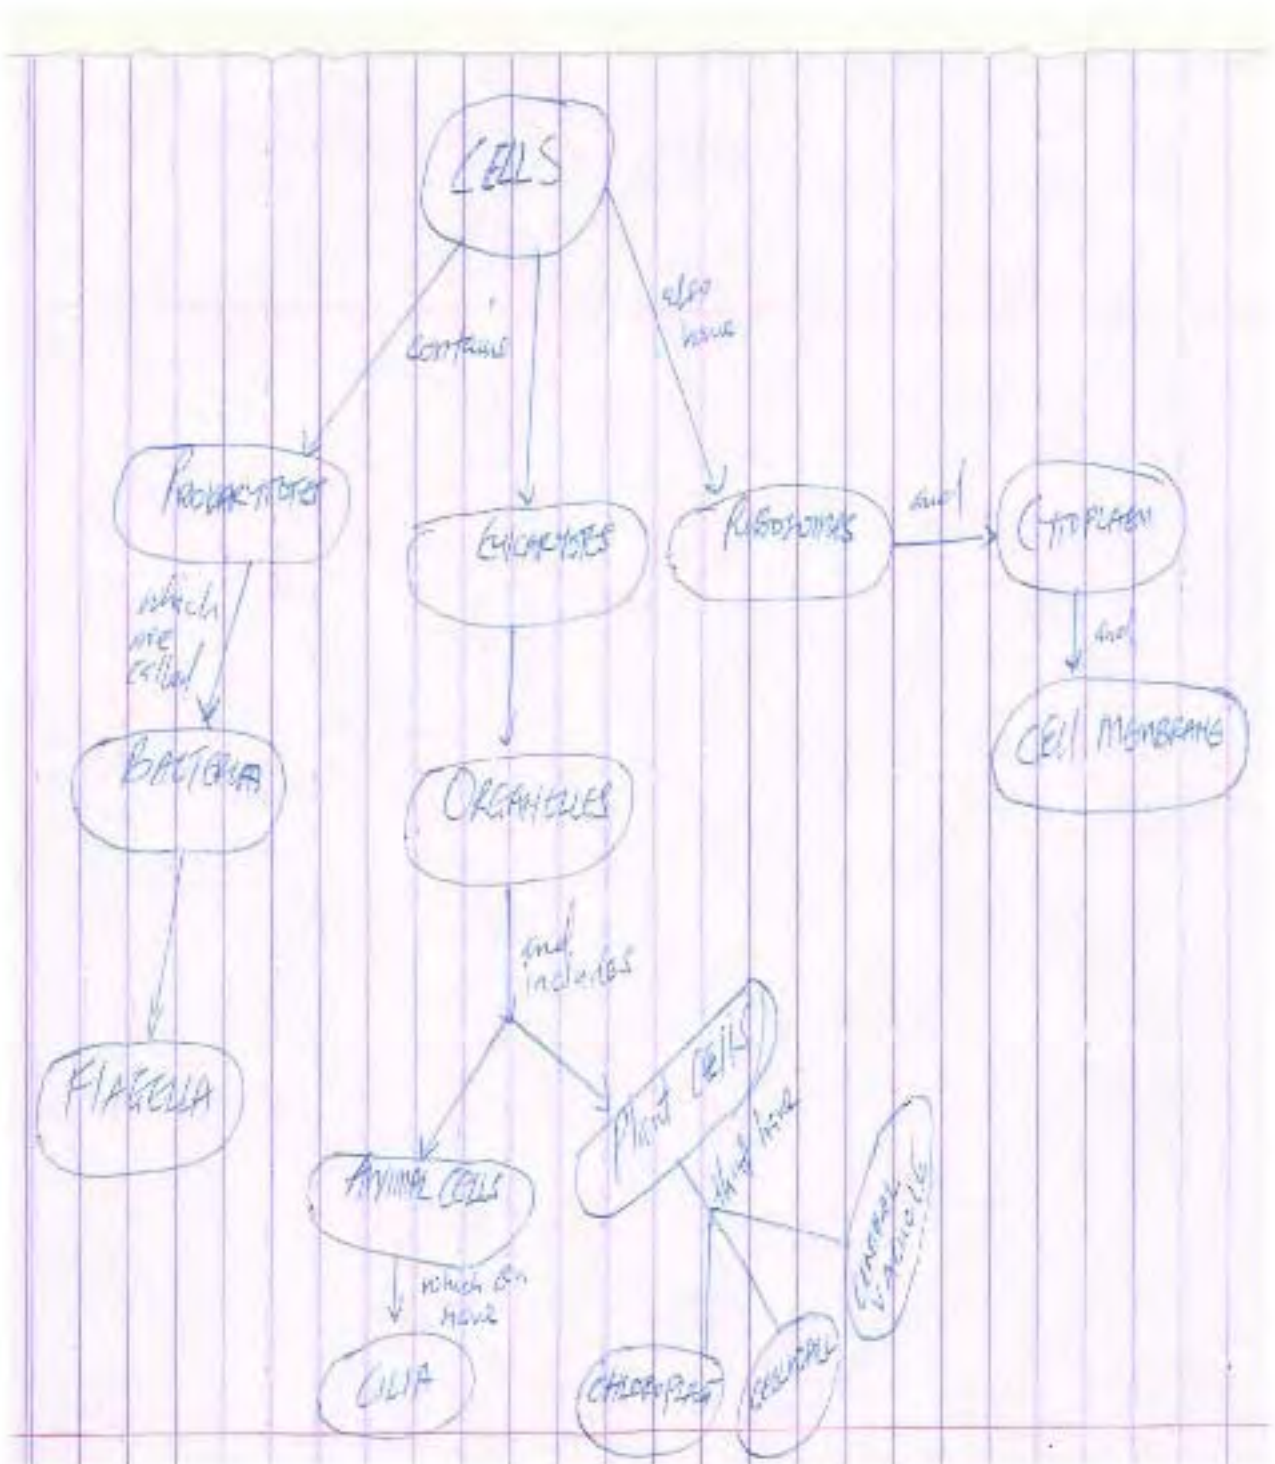 CELLS
contains
also
have
PROKARYOTES
EUKARYOTES
RIBOSOMES
and
CYTOPLASM
which
are
called
and
CELL MEMBRANE
BACTERIA
ORGANELLES
and
includes
FLAGELLA
Plant CELLS
ANIMAL CELLS
have
CENTRAL
VACUOLE
which can
have
CILIA
CHLOROPLAST
CELL WALL